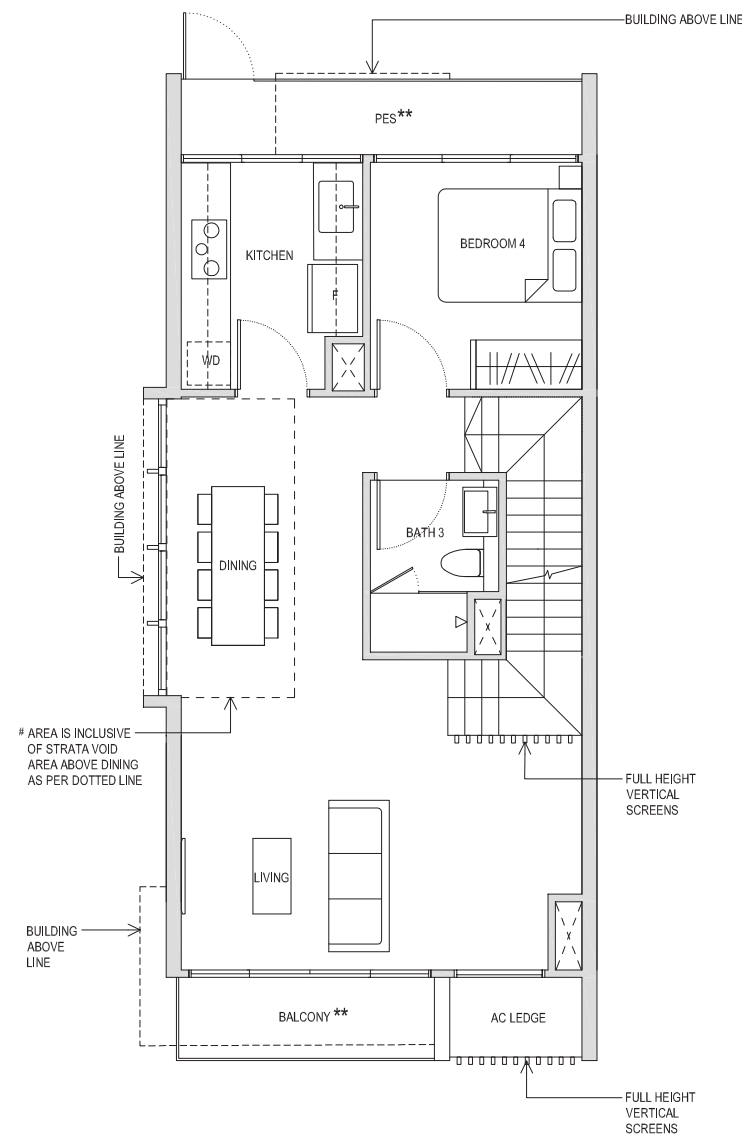 BUILDING ABOVE LINE
PES**
KITCHEN
BEDROOM 4
F
WD
BUILDING ABOVE LINE
BATH 3
DINING
# AREA IS INCLUSIVE
OF STRATA VOID
AREA ABOVE DINING
AS PER DOTTED LINE
FULL HEIGHT
VERTICAL
SCREENS
LIVING
BUILDING
ABOVE
LINE
BALCONY **
AC LEDGE
FULL HEIGHT
VERTICAL
SCREENS